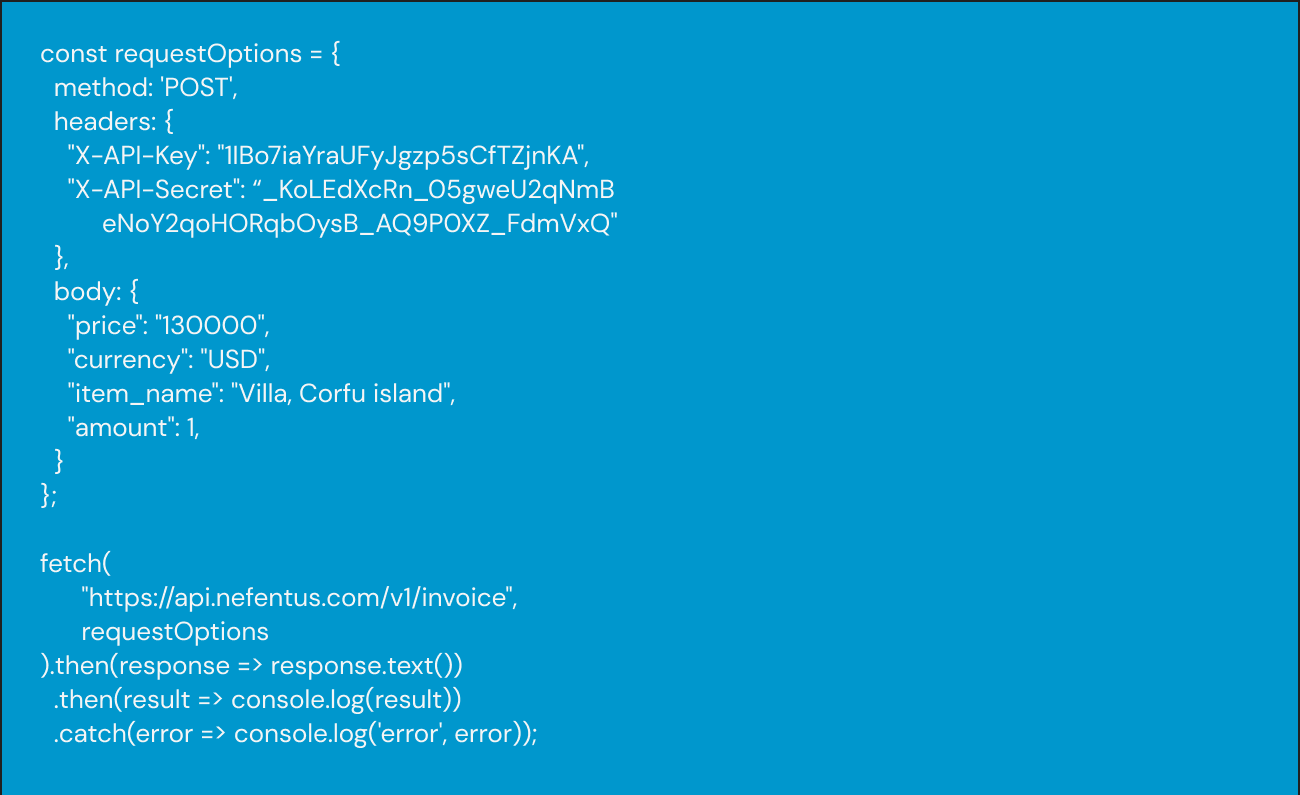 const requestOptions = {
method: 'POST',
headers: {
"X-API-Key": "1IBo7iaYraUFyJgzp5sCfTZjnKA",
"X-API-Secret": “_KoLEdXcRn_05gweU2qNmB
eNoY2qoHORqbOysB_AQ9P0XZ_FdmVxQ"
},
body: {
"price": "130000",
"currency": "USD",
"item_name": "Villa, Corfu island",
"amount": 1,
}
};
fetch(
"https://api.nefentus.com/v1/invoice",
requestOptions
).then(response => response.text())
.then(result => console.log(result))
.catch(error => console.log('error', error));